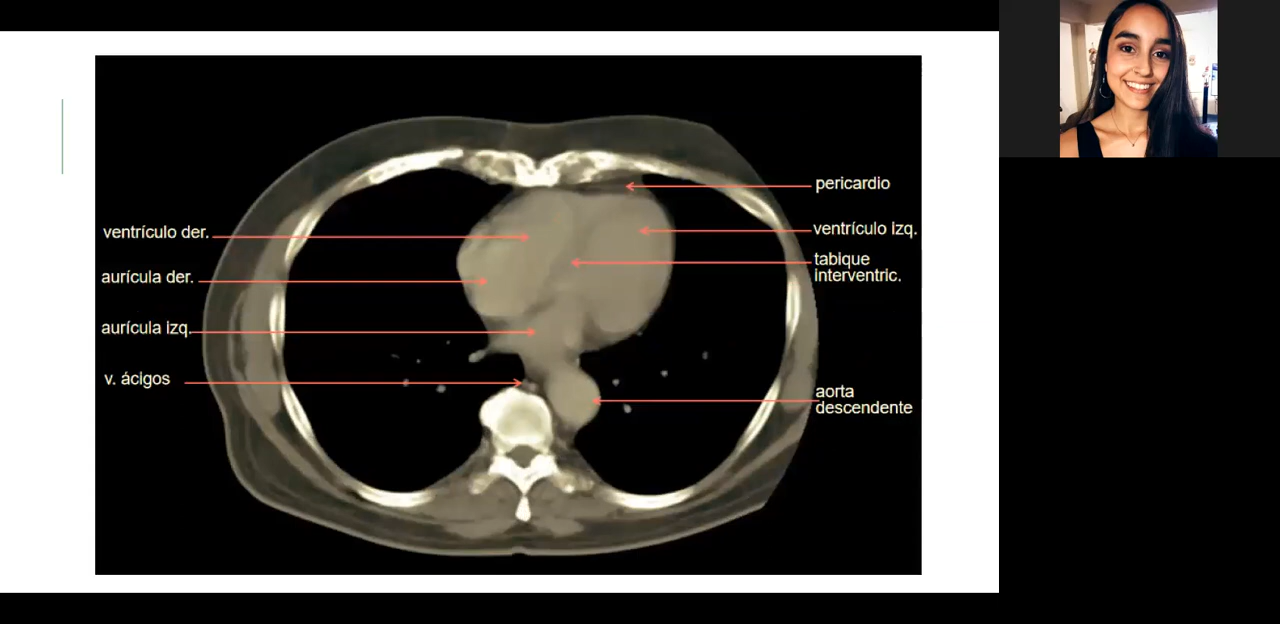 ventrículo der.
aurícula der.
aurícula izq.
v. ácigos
pericardio
ventrículo izq.
tabique
interventric.
aorta
descendente